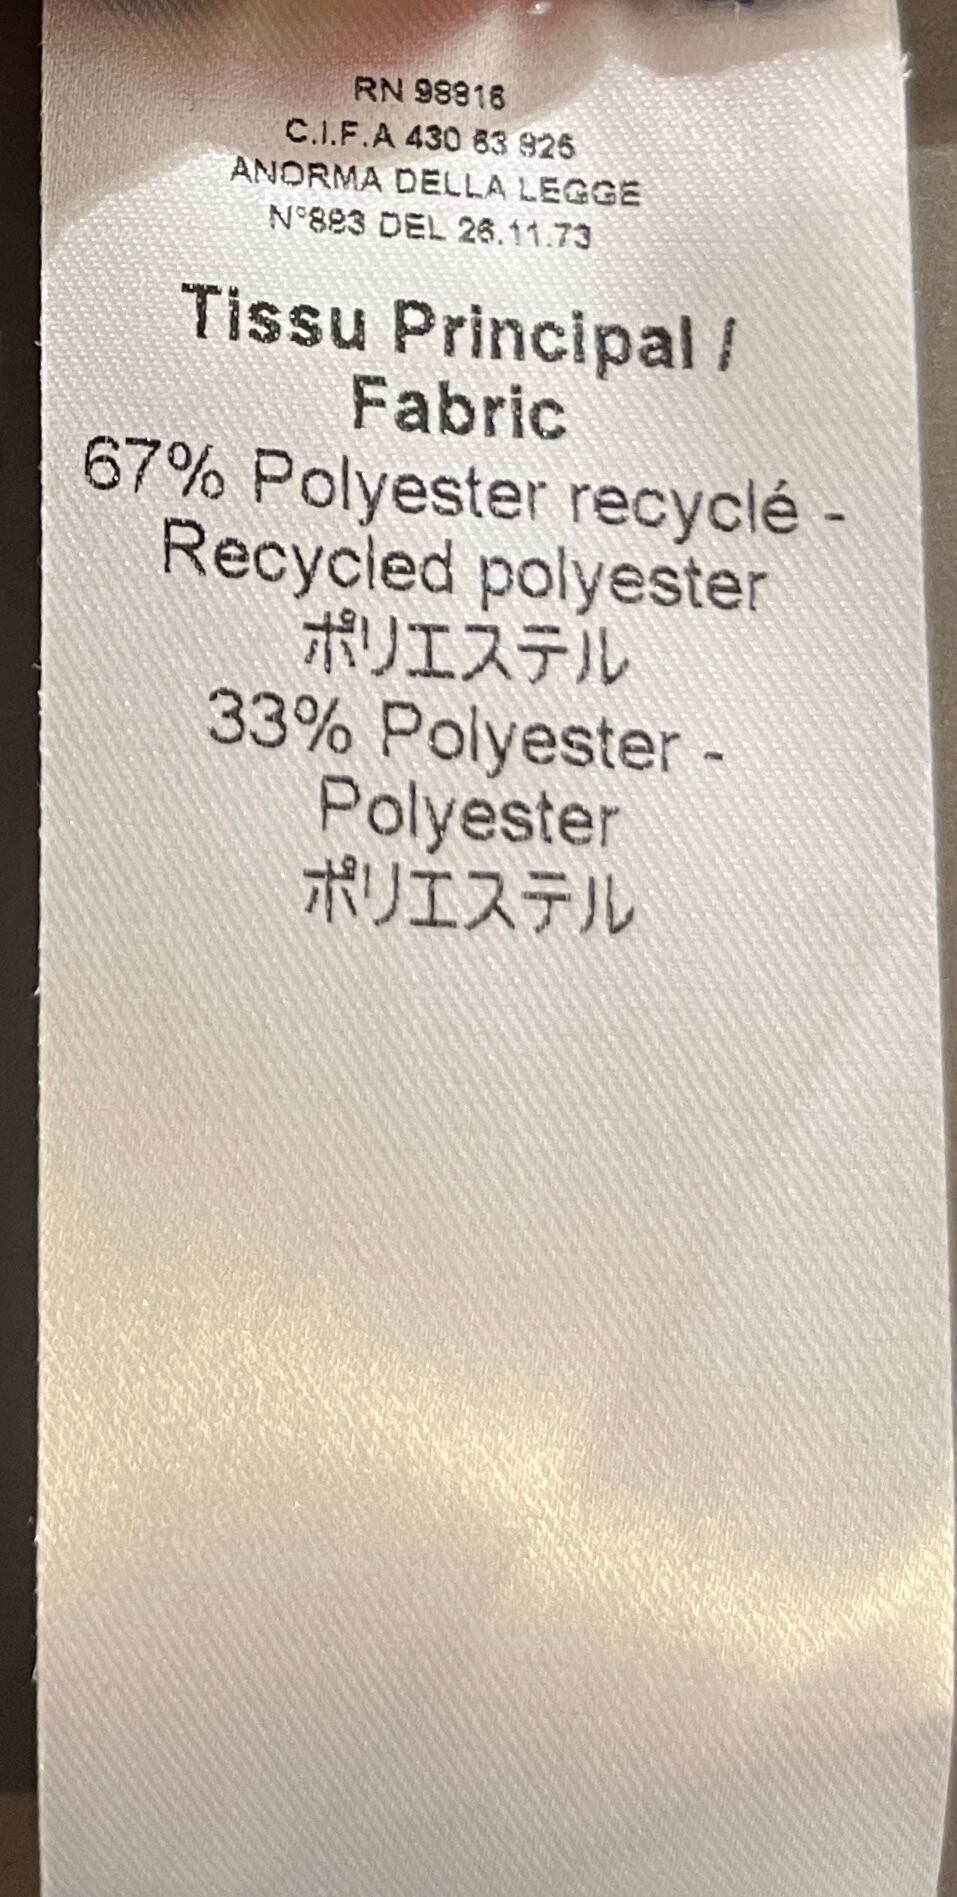 RN 98816
C.I.F.A 430 63 826
ANORMA DELLA LEGGE
N°883 DEL 26.11.73
Tissu Principal /
Fabric
67% Polyester recyclé -
Recycled polyester
ポリエステル
33% Polyester -
Polyester
ポリエステル